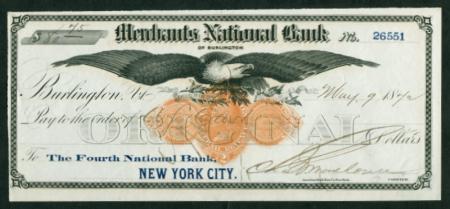 Merchants National Bank
OF BURLINGTON
No. 26551
Burlington, Vt May 9 1872
Pay to the Order of
ORIGINAL
Dollars
To The Fourth National Bank,
NEW YORK CITY.